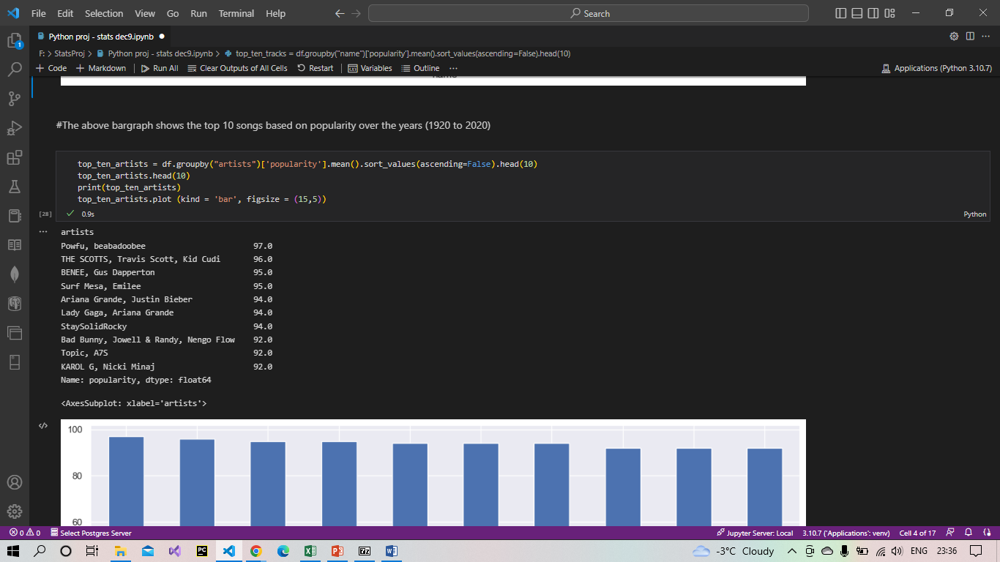 File Edit Selection View Go Run Terminal Help
Search
Python proj - stats dec9.ipynb
F: > StatsProj > Python proj - stats dec9.ipynb > top_ten_tracks = df.groupby("name")['popularity'].mean().sort_values(ascending=False).head(10)
+ Code + Markdown Run All Clear Outputs of All Cells Restart Variables Outline ...
Applications (Python 3.10.7)
name
#The above bargraph shows the top 10 songs based on popularity over the years (1920 to 2020)
top_ten_artists = df.groupby("artists")['popularity'].mean().sort_values(ascending=False).head(10)
top_ten_artists.head(10)
print(top_ten_artists)
top_ten_artists.plot (kind = 'bar', figsize = (15,5))
[28] 0.9s Python
artists
Powfu, beabadoobee 97.0
THE SCOTTS, Travis Scott, Kid Cudi 96.0
BENEE, Gus Dapperton 95.0
Surf Mesa, Emilee 95.0
Ariana Grande, Justin Bieber 94.0
Lady Gaga, Ariana Grande 94.0
StaySolidRocky 94.0
Bad Bunny, Jowell & Randy, Nengo Flow 92.0
Topic, A7S 92.0
KAROL G, Nicki Minaj 92.0
Name: popularity, dtype: float64
<AxesSubplot: xlabel='artists'>
100
80
60
0 0 Select Postgres Server Jupyter Server: Local 3.10.7 ('Applications': venv) Cell 4 of 17
-3°C Cloudy ENG 23:36